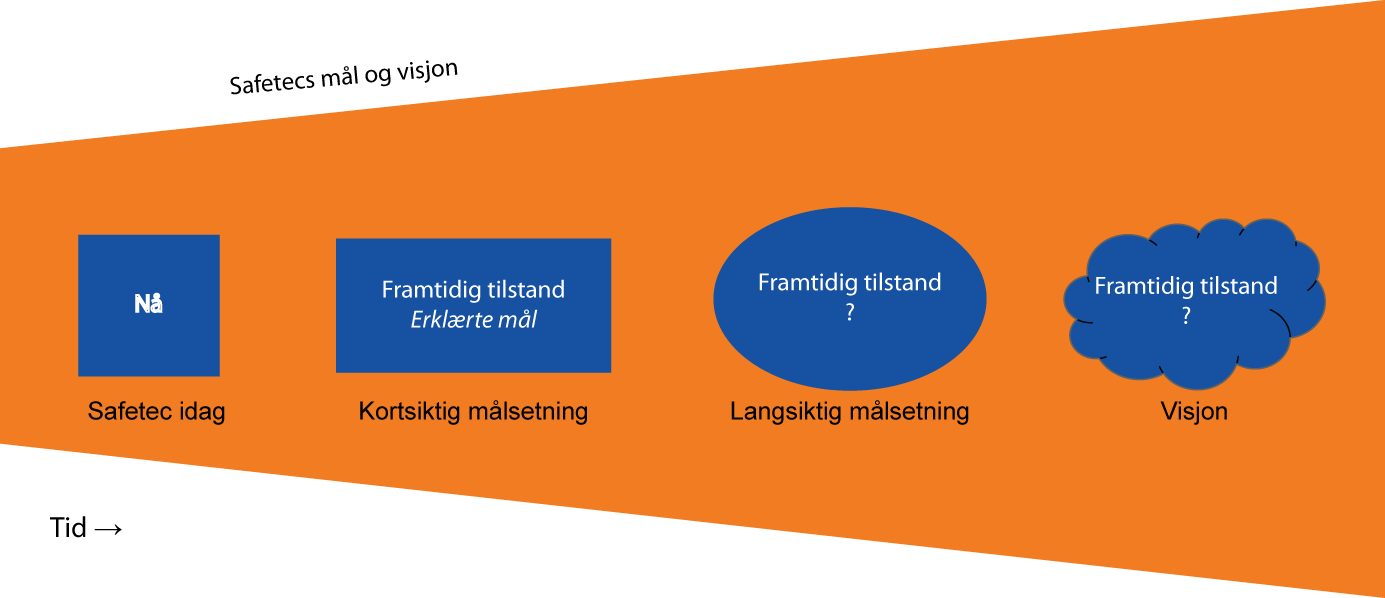 Safetecs mål og visjon
Nå
Safetec idag
Framtidig tilstand
Erklærte mål
Kortsiktig målsetning
Framtidig tilstand
?
Langsiktig målsetning
Framtidig tilstand
?
Visjon
Tid →